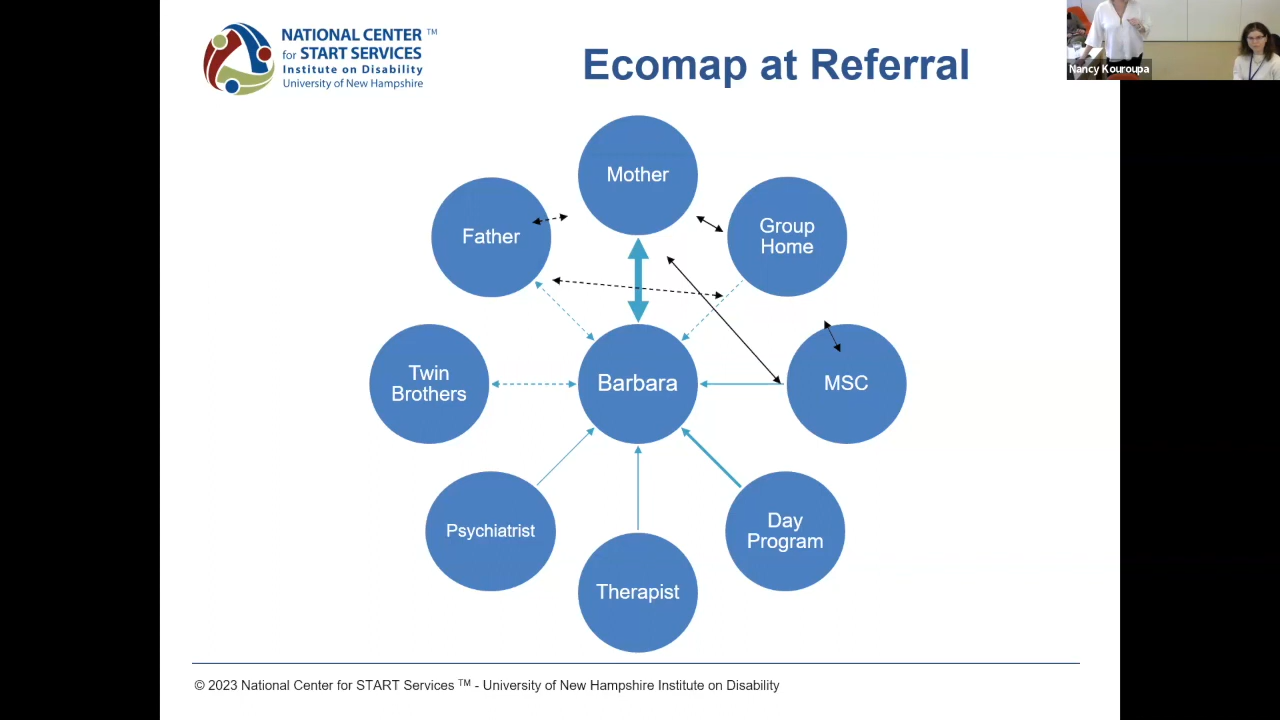 NATIONAL CENTER TM
for START SERVICES
Institute on Disability
University of New Hampshire
Ecomap at Referral
Nancy Kouroupa
Mother
Father
Group
Home
Twin
Brothers
Barbara
MSC
Psychiatrist
Day
Program
Therapist
© 2023 National Center for START Services TM - University of New Hampshire Institute on Disability